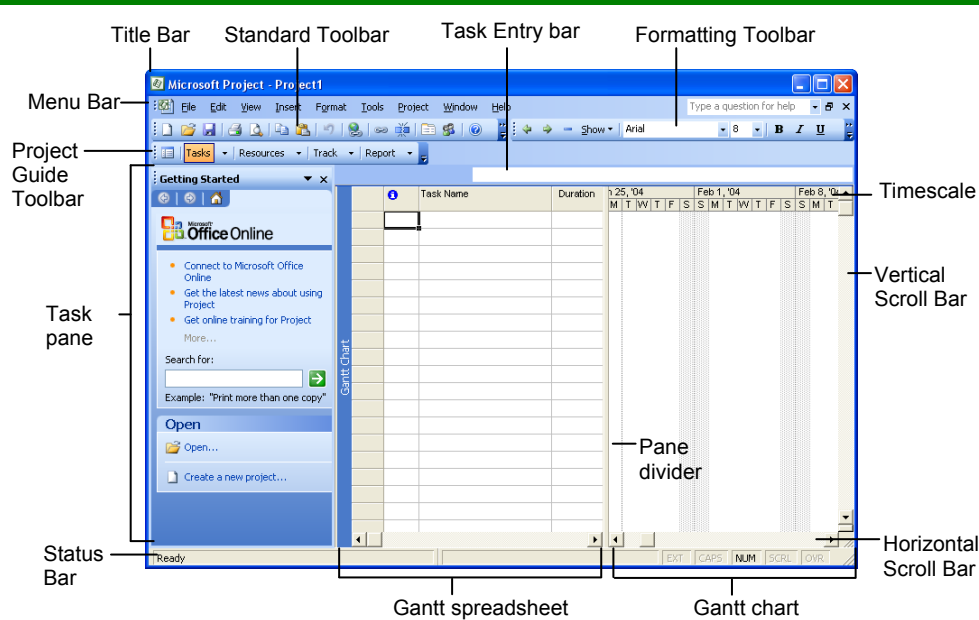 Title Bar
Standard Toolbar
Task Entry bar
Formatting Toolbar
Menu Bar
Project
Guide
Toolbar
Task
pane
Status
Bar
Microsoft Project - Project1
File Edit View Insert Format Tools Project Window Help
Type a question for help
Show
Arial
8
B I U
Tasks Resources Track Report
Getting Started
Microsoft
Office Online
Connect to Microsoft Office
Online
Get the latest news about using
Project
Get online training for Project
More...
Search for:
Example: "Print more than one copy"
Open
Open...
Create a new project...
Gantt Chart
Task Name
Duration
25, '04
Feb 1, '04
Feb 8,
M T W T F S S M T W T F S S M T
Pane
divider
Timescale
Vertical
Scroll Bar
Horizontal
Scroll Bar
Ready
EXT CAPS NUM SCRL OVR
Gantt spreadsheet
Gantt chart